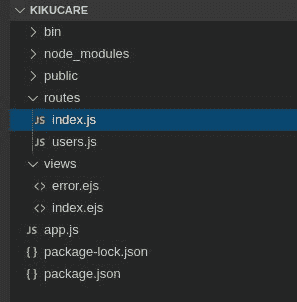 KIKUCARE
bin
node_modules
public
routes
JS index.js
JS users.js
views
<> error.ejs
<> index.ejs
JS app.js
{ } package-lock.json
{ } package.json